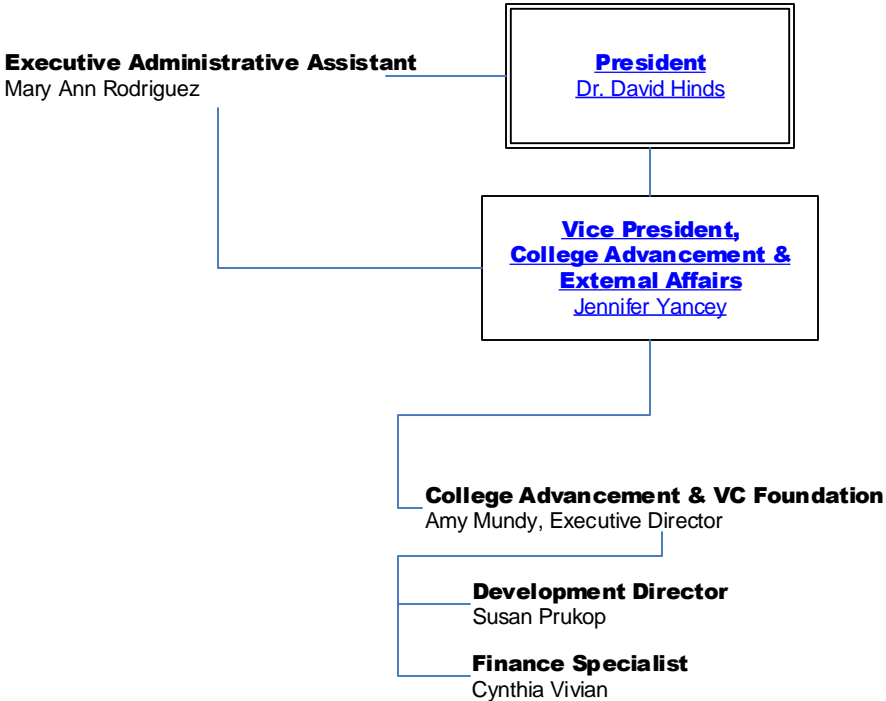 Executive Administrative Assistant
Mary Ann Rodriguez
President
Dr. David Hinds
Vice President,
College Advancement &
External Affairs
Jennifer Yancey
College Advancement & VC Foundation
Amy Mundy, Executive Director
Development Director
Susan Prukop
Finance Specialist
Cynthia Vivian